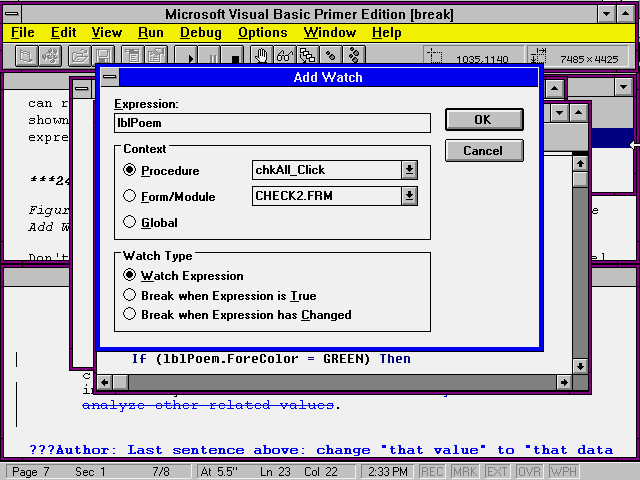 Microsoft Visual Basic Primer Edition [break]
File Edit View Run Debug Options Window Help
1035,1140 7485×4425
Add Watch
can r
shown
expre
***24
Figur
Add W
Don't
Expression:
lblPoem
OK
Cancel
Context
Procedure chkAll_Click
Form/Module CHECK2.FRM
Global
Watch Type
Watch Expression
Break when Expression is True
Break when Expression has Changed
If (lblPoem.ForeColor = GREEN) Then
analyze other related values.
???Author: Last sentence above: change "that value" to "that data
Page 7 Sec 1 7/8 At 5.5" Ln 23 Col 22 2:33 PM REC MRK EXT OVR WPH